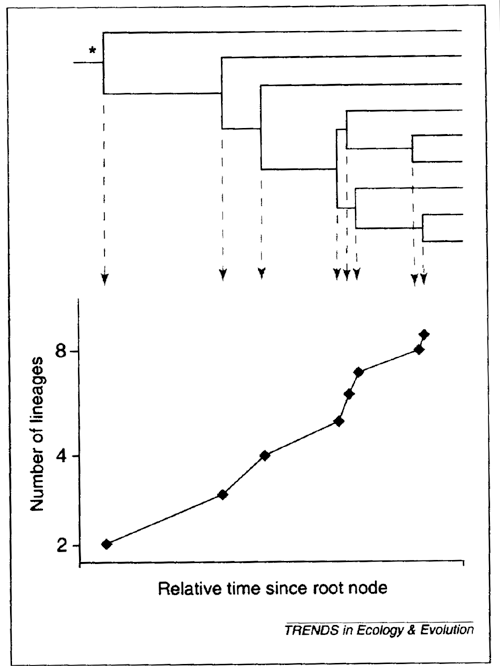 *
8
4
2
Number of lineages
Relative time since root node
TRENDS in Ecology & Evolution